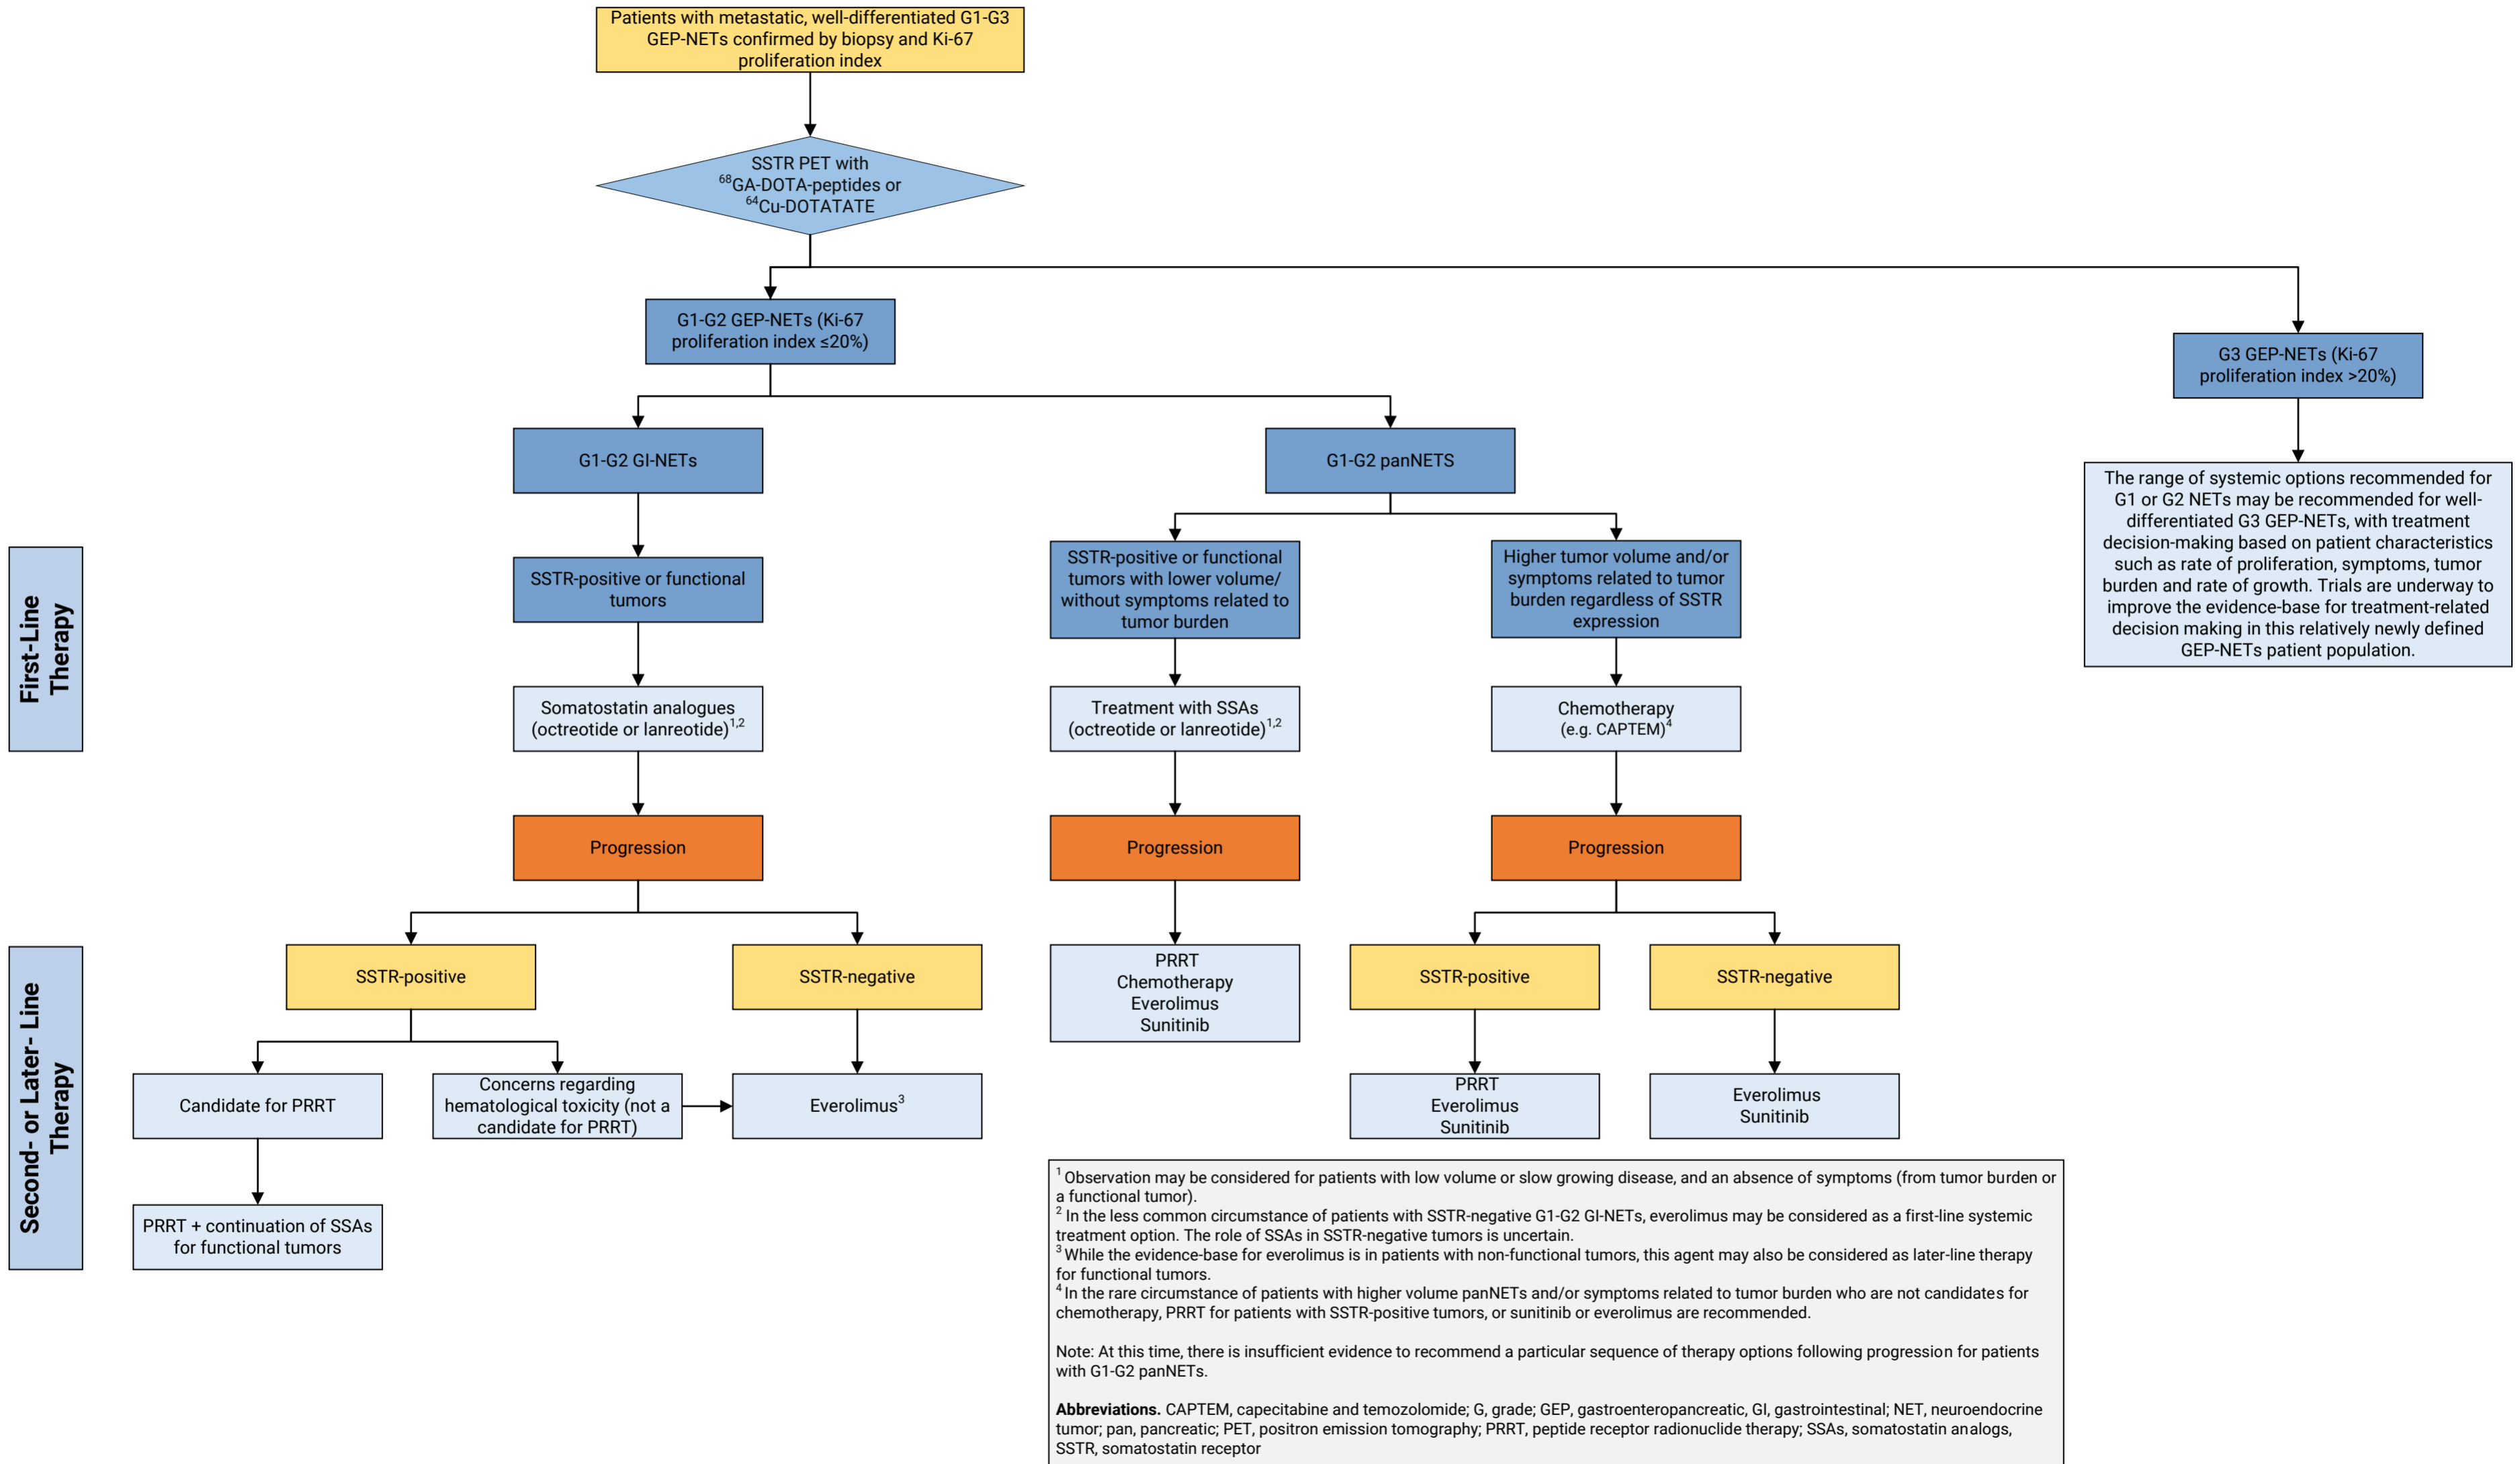 Patients with metastatic, well-differentiated G1-G3
GEP-NETs confirmed by biopsy and Ki-67
proliferation index
SSTR PET with
⁶⁸GA-DOTA-peptides or
⁶⁴Cu-DOTATATE
G1-G2 GEP-NETs (Ki-67
proliferation index ≤20%)
G3 GEP-NETs (Ki-67
proliferation index >20%)
G1-G2 GI-NETs
G1-G2 panNETS
The range of systemic options recommended for
G1 or G2 NETs may be recommended for well-
differentiated G3 GEP-NETs, with treatment
decision-making based on patient characteristics
such as rate of proliferation, symptoms, tumor
burden and rate of growth. Trials are underway to
improve the evidence-base for treatment-related
decision making in this relatively newly defined
GEP-NETs patient population.
First-Line
Therapy
SSTR-positive or functional
tumors
SSTR-positive or functional
tumors with lower volume/
without symptoms related to
tumor burden
Higher tumor volume and/or
symptoms related to tumor
burden regardless of SSTR
expression
Somatostatin analogues
(octreotide or lanreotide)¹,²
Treatment with SSAs
(octreotide or lanreotide)¹,²
Chemotherapy
(e.g. CAPTEM)⁴
Progression
Progression
Progression
Second- or Later- Line
Therapy
SSTR-positive
SSTR-negative
PRRT
Chemotherapy
Everolimus
Sunitinib
SSTR-positive
SSTR-negative
Candidate for PRRT
Concerns regarding
hematological toxicity (not a
candidate for PRRT)
Everolimus³
PRRT
Everolimus
Sunitinib
Everolimus
Sunitinib
PRRT + continuation of SSAs
for functional tumors
¹ Observation may be considered for patients with low volume or slow growing disease, and an absence of symptoms (from tumor burden or
a functional tumor).
² In the less common circumstance of patients with SSTR-negative G1-G2 GI-NETs, everolimus may be considered as a first-line systemic
treatment option. The role of SSAs in SSTR-negative tumors is uncertain.
³ While the evidence-base for everolimus is in patients with non-functional tumors, this agent may also be considered as later-line therapy
for functional tumors.
⁴ In the rare circumstance of patients with higher volume panNETs and/or symptoms related to tumor burden who are not candidates for
chemotherapy, PRRT for patients with SSTR-positive tumors, or sunitinib or everolimus are recommended.
Note: At this time, there is insufficient evidence to recommend a particular sequence of therapy options following progression for patients
with G1-G2 panNETs.
Abbreviations. CAPTEM, capecitabine and temozolomide; G, grade; GEP, gastroenteropancreatic, GI, gastrointestinal; NET, neuroendocrine
tumor; pan, pancreatic; PET, positron emission tomography; PRRT, peptide receptor radionuclide therapy; SSAs, somatostatin analogs,
SSTR, somatostatin receptor